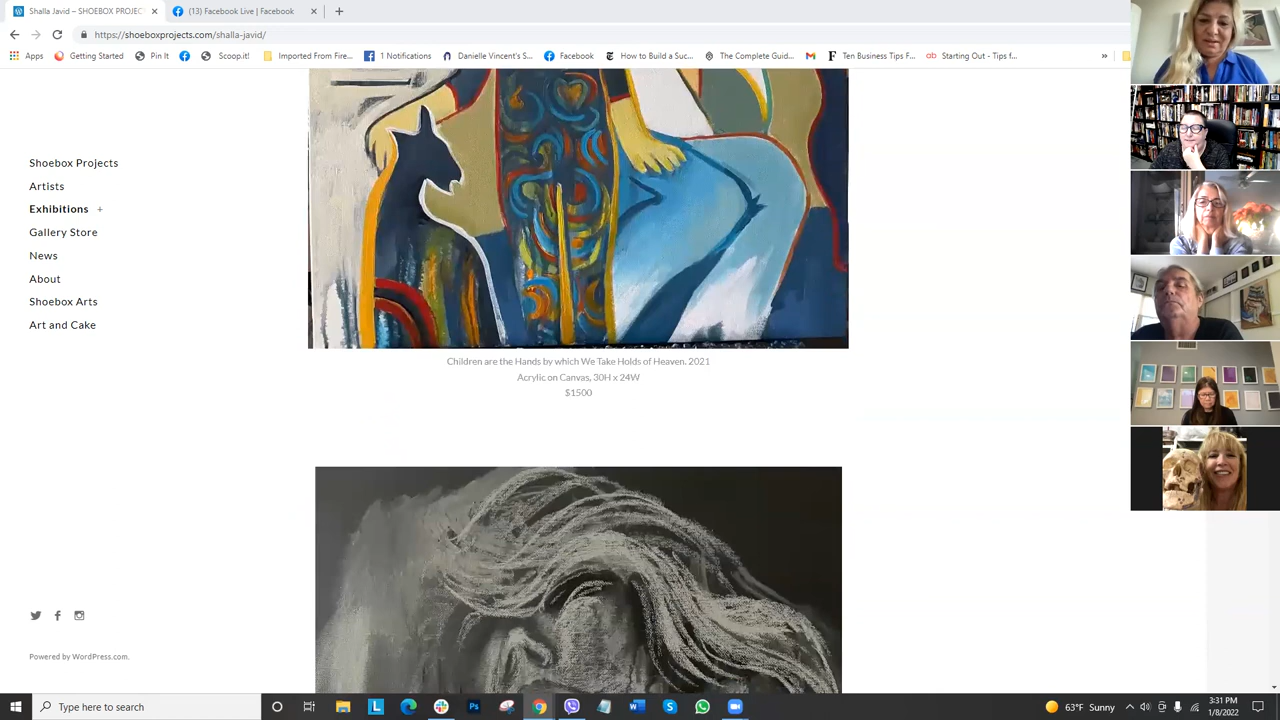 Shalla Javid – SHOEBOX PROJEC
(13) Facebook Live | Facebook
https://shoeboxprojects.com/shalla-javid/
Apps
Getting Started
Pin It
Scoop.it!
Imported From Fire...
1 Notifications
Danielle Vincent's S...
Facebook
How to Build a Suc...
The Complete Guid...
Ten Business Tips F...
Starting Out - Tips f...
Shoebox Projects
Artists
Exhibitions +
Gallery Store
News
About
Shoebox Arts
Art and Cake
Children are the Hands by which We Take Holds of Heaven. 2021
Acrylic on Canvas, 30H x 24W
$1500
Powered by WordPress.com.
Type here to search
63°F Sunny
3:31 PM
1/8/2022